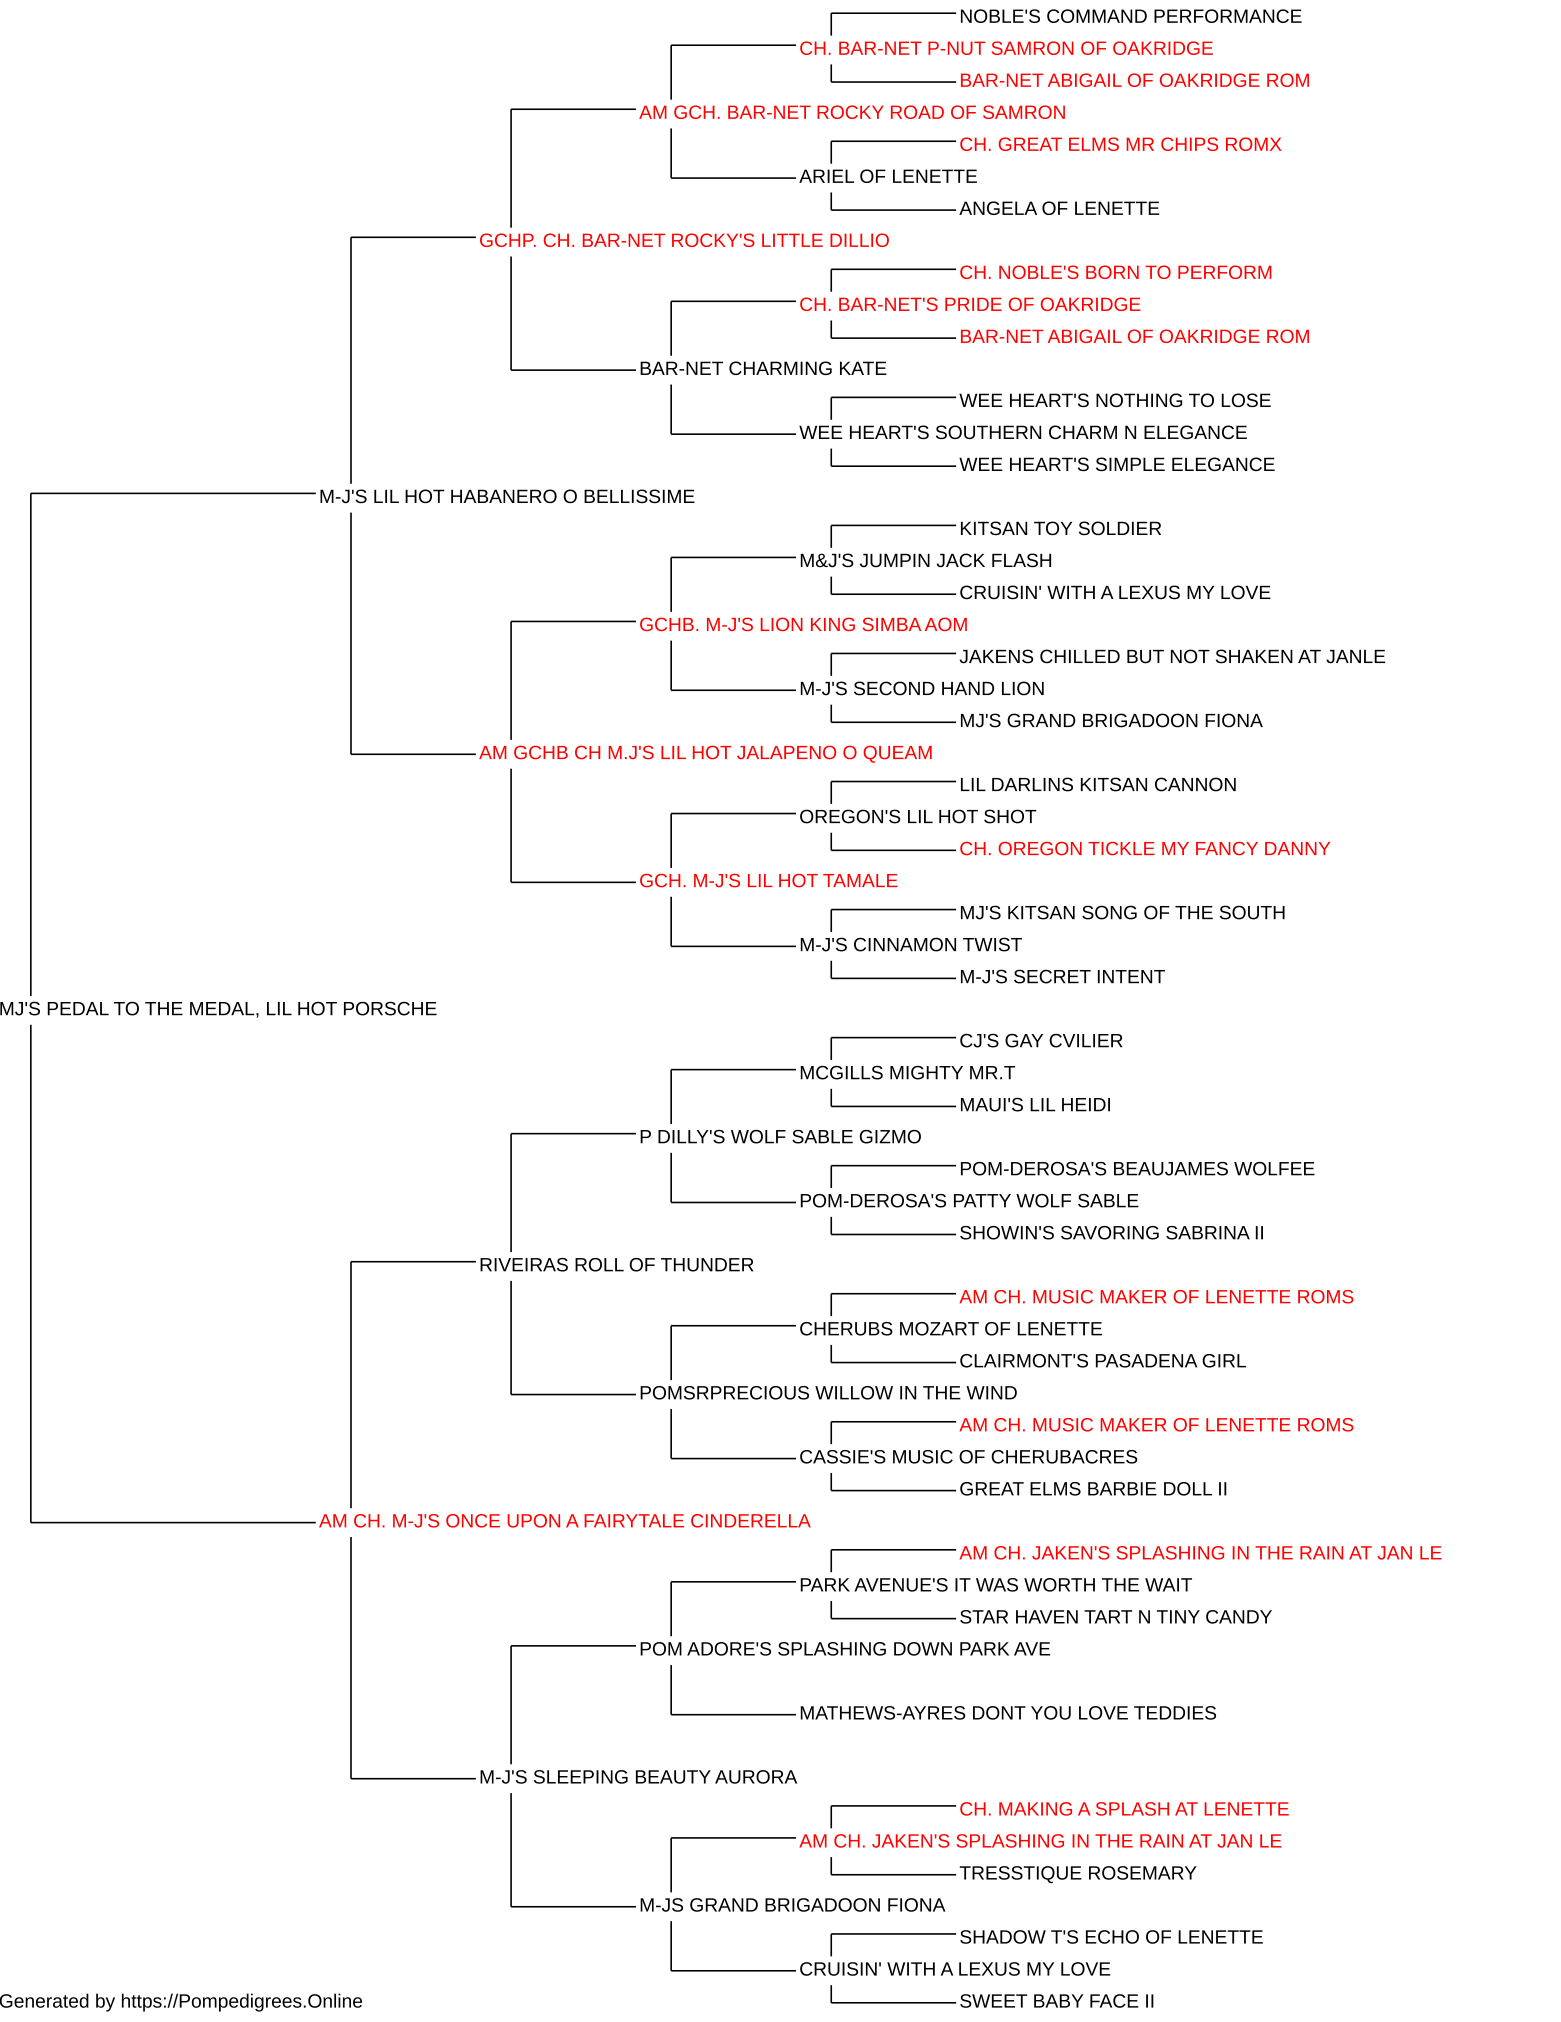 NOBLE'S COMMAND PERFORMANCE
CH. BAR-NET P-NUT SAMRON OF OAKRIDGE
BAR-NET ABIGAIL OF OAKRIDGE ROM
AM GCH. BAR-NET ROCKY ROAD OF SAMRON
CH. GREAT ELMS MR CHIPS ROMX
ARIEL OF LENETTE
ANGELA OF LENETTE
GCHP. CH. BAR-NET ROCKY'S LITTLE DILLIO
CH. NOBLE'S BORN TO PERFORM
CH. BAR-NET'S PRIDE OF OAKRIDGE
BAR-NET ABIGAIL OF OAKRIDGE ROM
BAR-NET CHARMING KATE
WEE HEART'S NOTHING TO LOSE
WEE HEART'S SOUTHERN CHARM N ELEGANCE
WEE HEART'S SIMPLE ELEGANCE
M-J'S LIL HOT HABANERO O BELLISSIME
KITSAN TOY SOLDIER
M&J'S JUMPIN JACK FLASH
CRUISIN' WITH A LEXUS MY LOVE
GCHB. M-J'S LION KING SIMBA AOM
JAKENS CHILLED BUT NOT SHAKEN AT JANLE
M-J'S SECOND HAND LION
MJ'S GRAND BRIGADOON FIONA
AM GCHB CH M.J'S LIL HOT JALAPENO O QUEAM
LIL DARLINS KITSAN CANNON
OREGON'S LIL HOT SHOT
CH. OREGON TICKLE MY FANCY DANNY
GCH. M-J'S LIL HOT TAMALE
MJ'S KITSAN SONG OF THE SOUTH
M-J'S CINNAMON TWIST
M-J'S SECRET INTENT
MJ'S PEDAL TO THE MEDAL, LIL HOT PORSCHE
CJ'S GAY CVILIER
MCGILLS MIGHTY MR.T
MAUI'S LIL HEIDI
P DILLY'S WOLF SABLE GIZMO
POM-DEROSA'S BEAUJAMES WOLFEE
POM-DEROSA'S PATTY WOLF SABLE
SHOWIN'S SAVORING SABRINA II
RIVEIRAS ROLL OF THUNDER
AM CH. MUSIC MAKER OF LENETTE ROMS
CHERUBS MOZART OF LENETTE
CLAIRMONT'S PASADENA GIRL
POMSRPRECIOUS WILLOW IN THE WIND
AM CH. MUSIC MAKER OF LENETTE ROMS
CASSIE'S MUSIC OF CHERUBACRES
GREAT ELMS BARBIE DOLL II
AM CH. M-J'S ONCE UPON A FAIRYTALE CINDERELLA
AM CH. JAKEN'S SPLASHING IN THE RAIN AT JAN LE
PARK AVENUE'S IT WAS WORTH THE WAIT
STAR HAVEN TART N TINY CANDY
POM ADORE'S SPLASHING DOWN PARK AVE
MATHEWS-AYRES DONT YOU LOVE TEDDIES
M-J'S SLEEPING BEAUTY AURORA
CH. MAKING A SPLASH AT LENETTE
AM CH. JAKEN'S SPLASHING IN THE RAIN AT JAN LE
TRESSTIQUE ROSEMARY
M-JS GRAND BRIGADOON FIONA
SHADOW T'S ECHO OF LENETTE
CRUISIN' WITH A LEXUS MY LOVE
SWEET BABY FACE II
Generated by https://Pompedigrees.Online